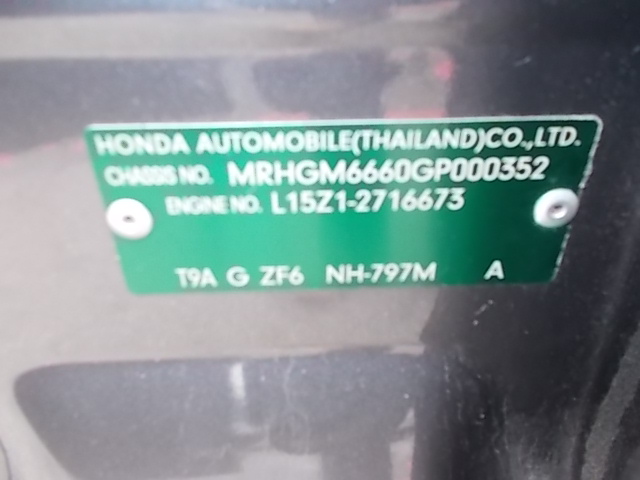 HONDA AUTOMOBILE(THAILAND)CO.,LTD.
CHASSIS NO. MRHGM6660GP000352
ENGINE NO. L15Z1-2716673
T9A G ZF6 NH-797M A